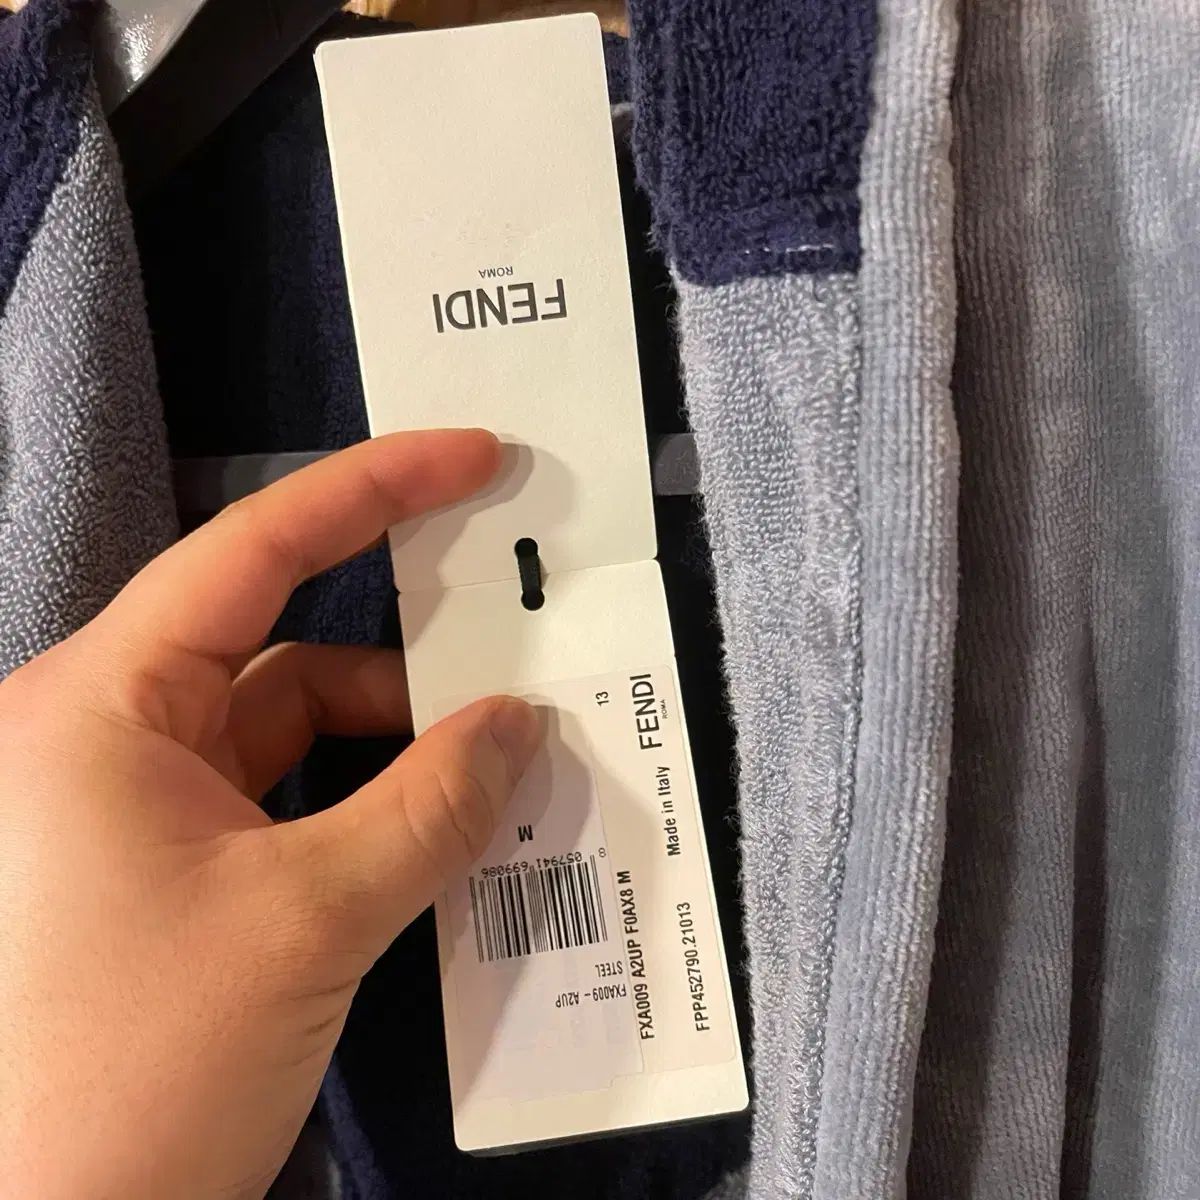 FENDI
ROMA
FENDI
ROMA
13
Made in Italy
FXA009 A2UP F0AX8 M
FPP452790.21013
M
8 057941 699086
FXA009-A2UP
STEEL